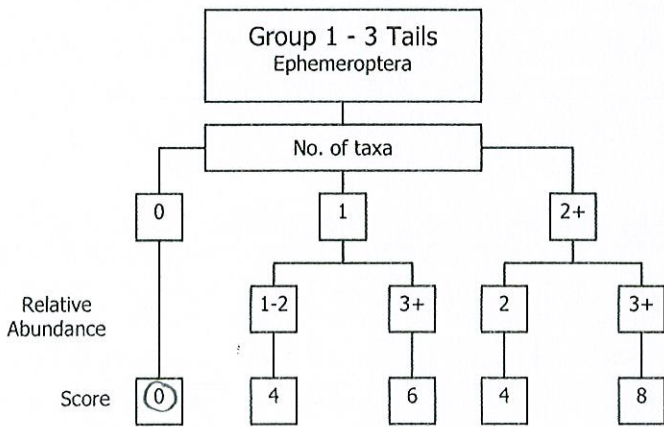 Group 1 - 3 Tails
Ephemeroptera
No. of taxa
0 1 2+
Relative
Abundance
1-2 3+ 2 3+
Score 0 4 6 4 8